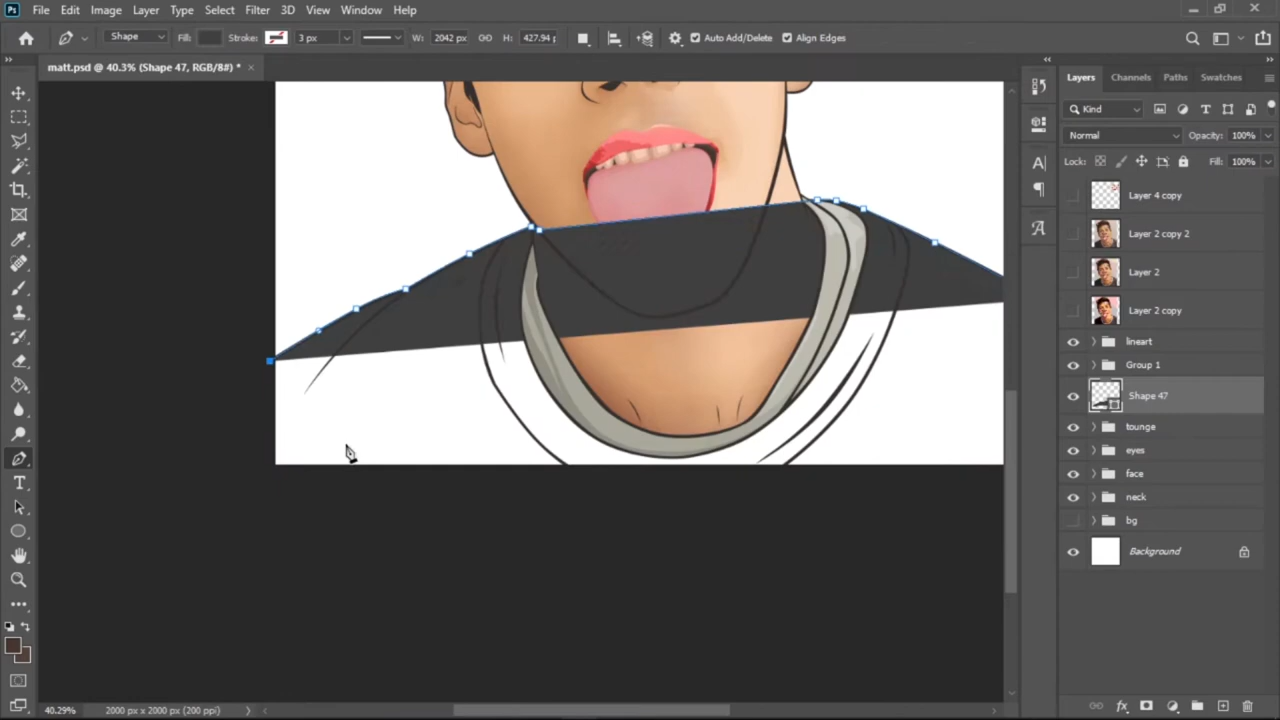 Ps File Edit Image Layer Type Select Filter 3D View Window Help
Shape Fill: Stroke: 3 px W: 2042 px H: 427.94 Auto Add/Delete Align Edges
matt.psd @ 40.3% (Shape 47, RGB/8#) *
Layers Channels Paths Swatches
Kind
Normal Opacity: 100%
Lock: Fill: 100%
Layer 4 copy
Layer 2 copy 2
Layer 2
Layer 2 copy
lineart
Group 1
Shape 47
tounge
eyes
face
neck
bg
Background
40.29% 2000 px x 2000 px (200 ppi)